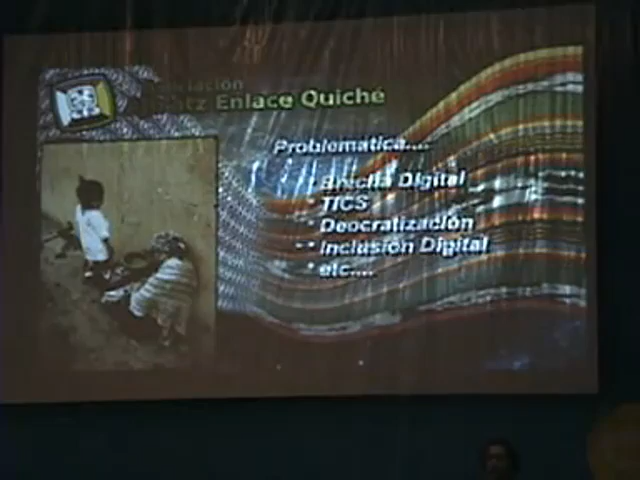 Enlace Quiché
Problematica....
* Brecha Digital
* TICS
* Deocratización
* Inclusión Digital
* etc....